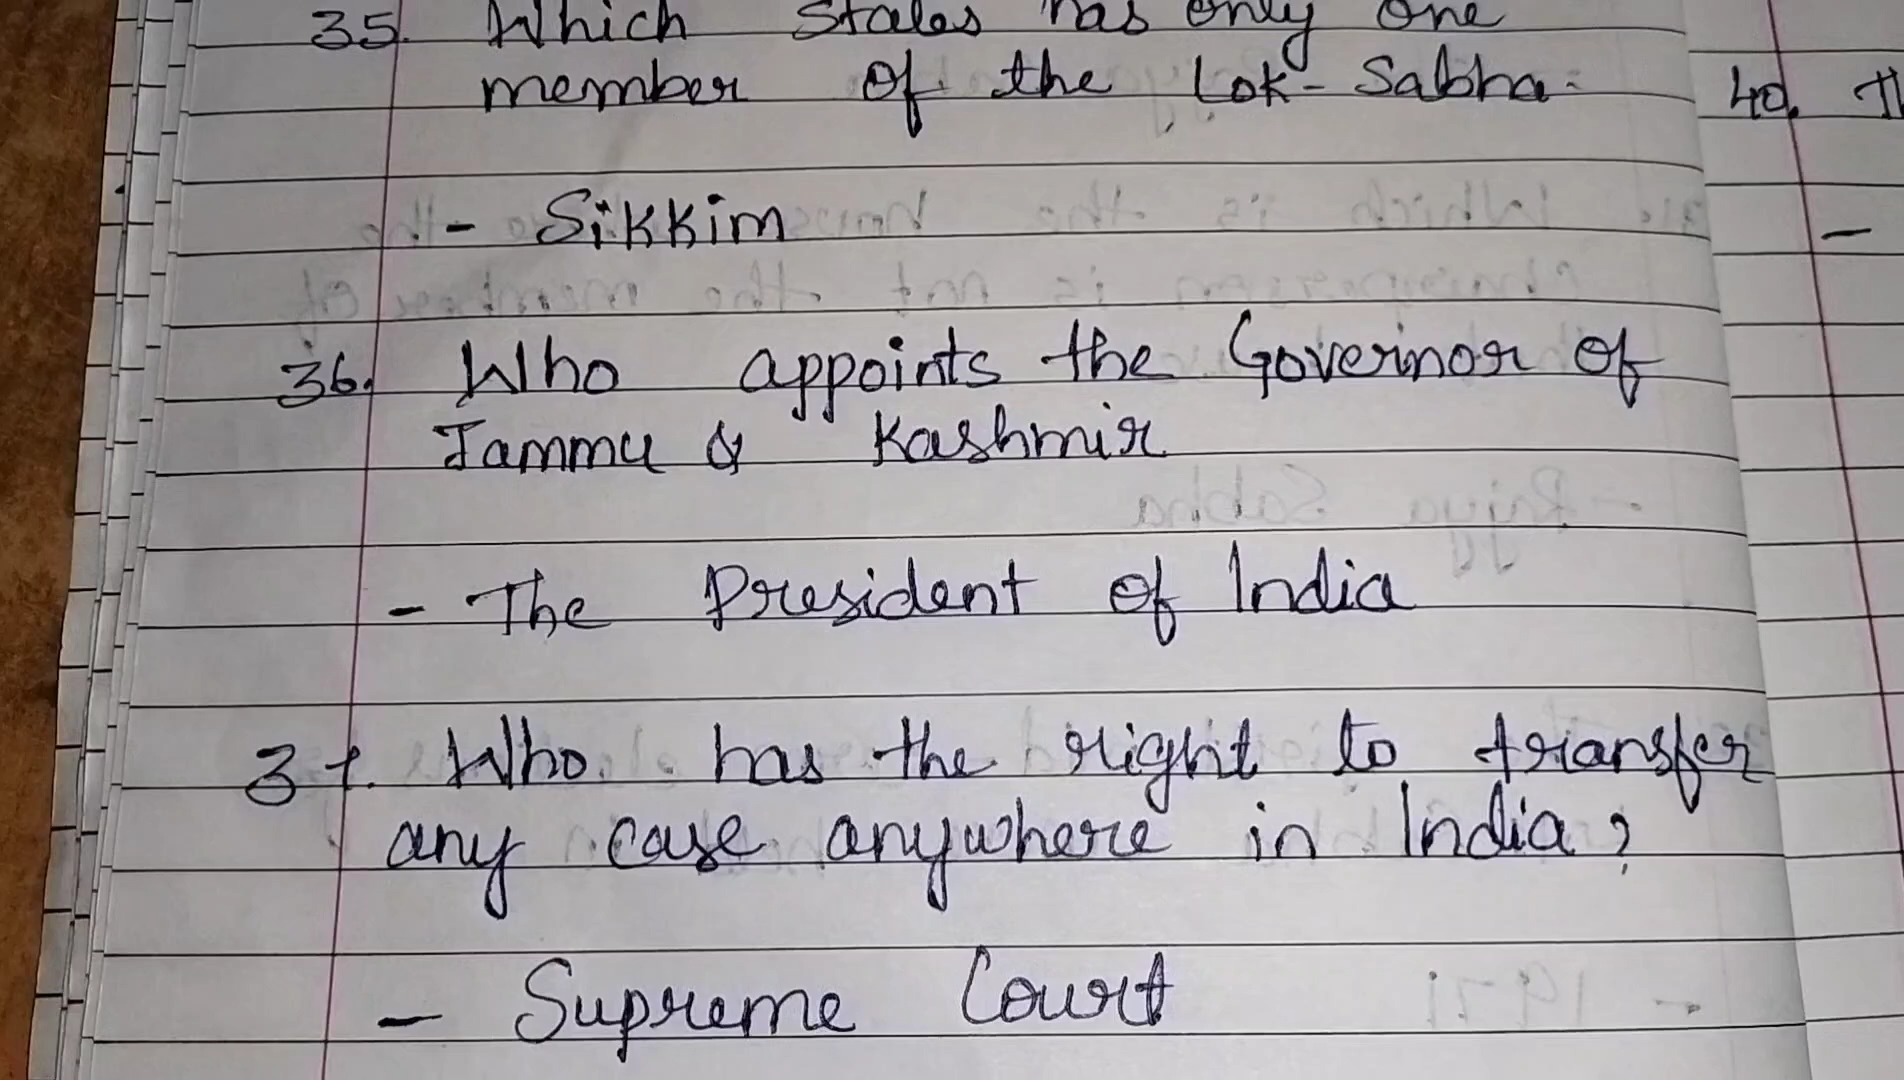 35. Which states has only one
member of the Lok-Sabha-
- Sikkim
36. Who appoints the Governor of
Jammu & Kashmir
- The President of India
37. Who has the right to transfer
any case anywhere in India?
- Supreme Court
40.
-